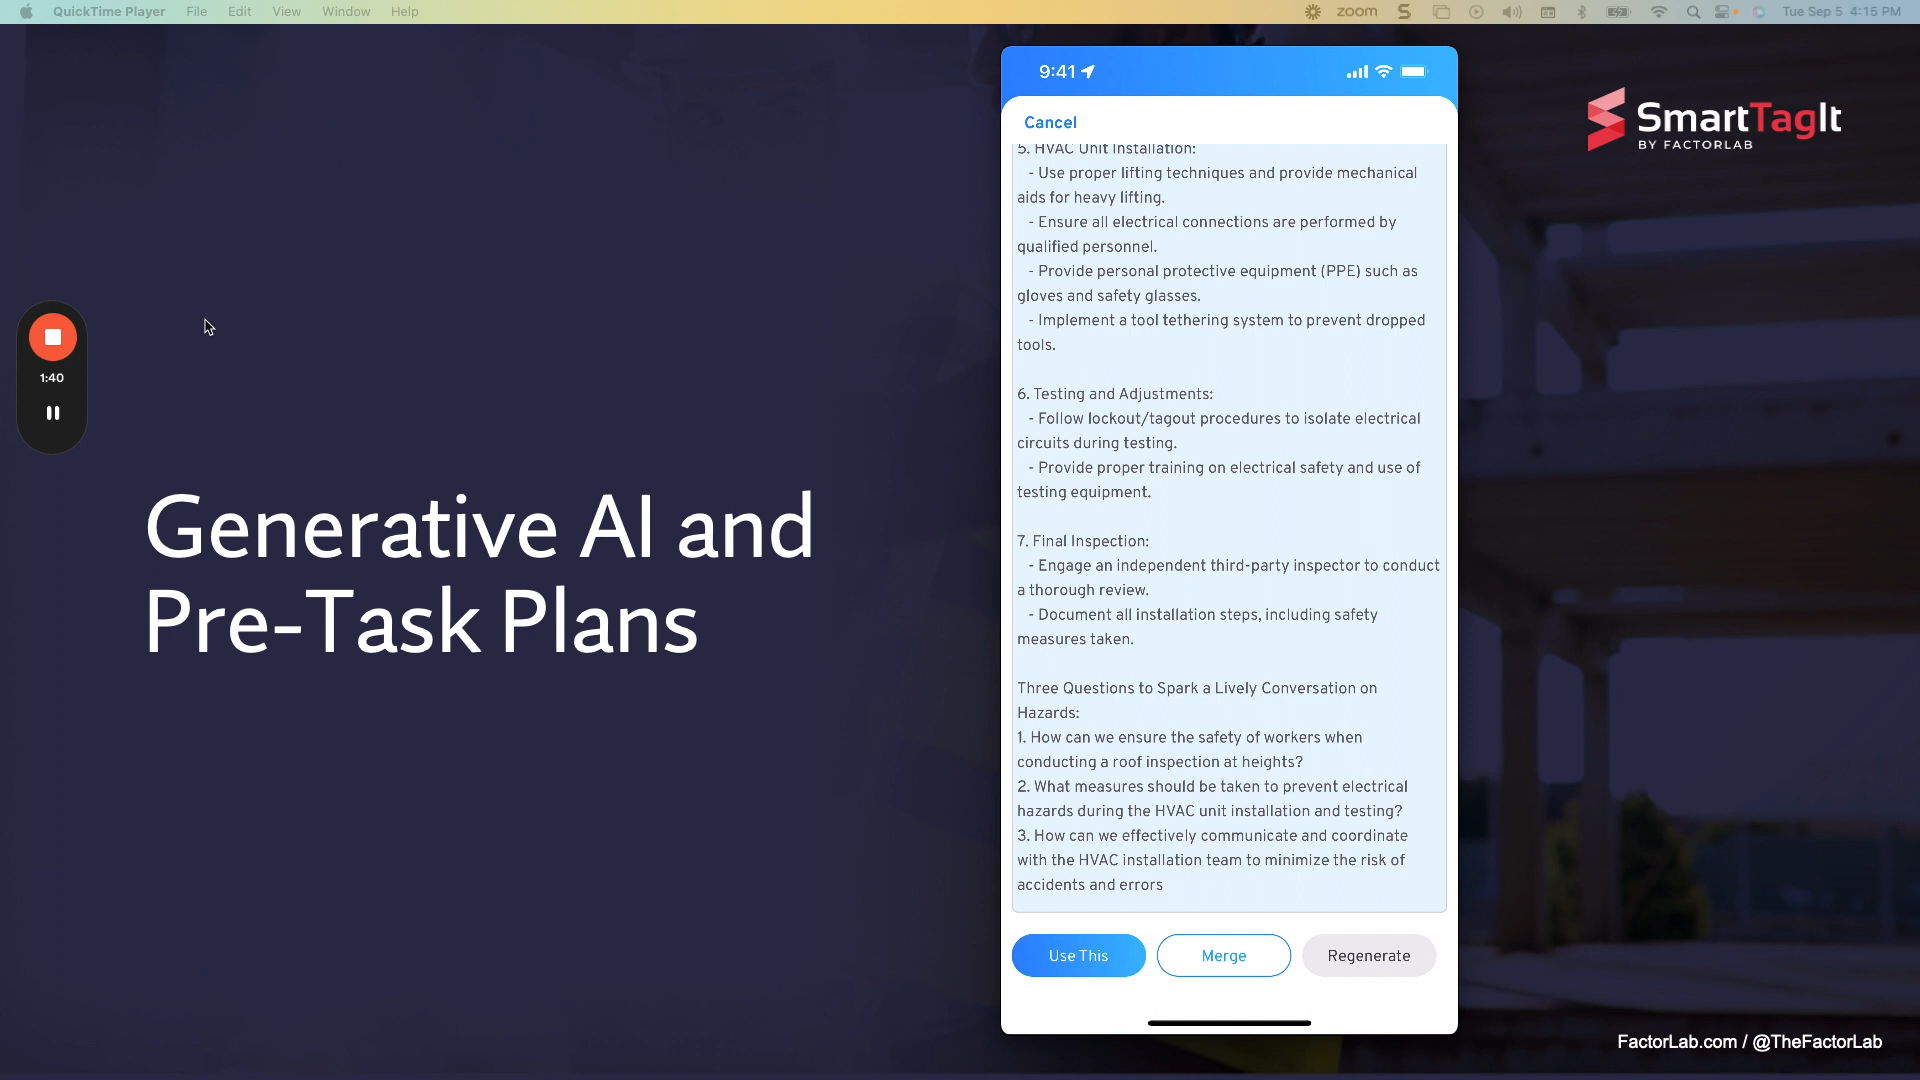 QuickTime Player File Edit View Window Help
zoom
Tue Sep 5 4:15 PM
1:40
Generative AI and
Pre-Task Plans
9:41
Cancel
5. HVAC Unit Installation:
- Use proper lifting techniques and provide mechanical
aids for heavy lifting.
- Ensure all electrical connections are performed by
qualified personnel.
- Provide personal protective equipment (PPE) such as
gloves and safety glasses.
- Implement a tool tethering system to prevent dropped
tools.
6. Testing and Adjustments:
- Follow lockout/tagout procedures to isolate electrical
circuits during testing.
- Provide proper training on electrical safety and use of
testing equipment.
7. Final Inspection:
- Engage an independent third-party inspector to conduct
a thorough review.
- Document all installation steps, including safety
measures taken.
Three Questions to Spark a Lively Conversation on
Hazards:
1. How can we ensure the safety of workers when
conducting a roof inspection at heights?
2. What measures should be taken to prevent electrical
hazards during the HVAC unit installation and testing?
3. How can we effectively communicate and coordinate
with the HVAC installation team to minimize the risk of
accidents and errors
Use This
Merge
Regenerate
SmartTagIt
BY FACTORLAB
FactorLab.com / @TheFactorLab